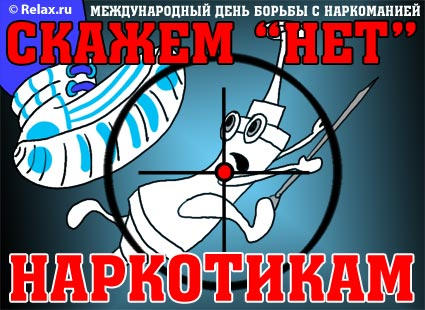 © Relax.ru
МЕЖДУНАРОДНЫЙ ДЕНЬ БОРЬБЫ С НАРКОМАНИЕЙ
СКАЖЕМ “НЕТ”
НАРКОТИКАМ